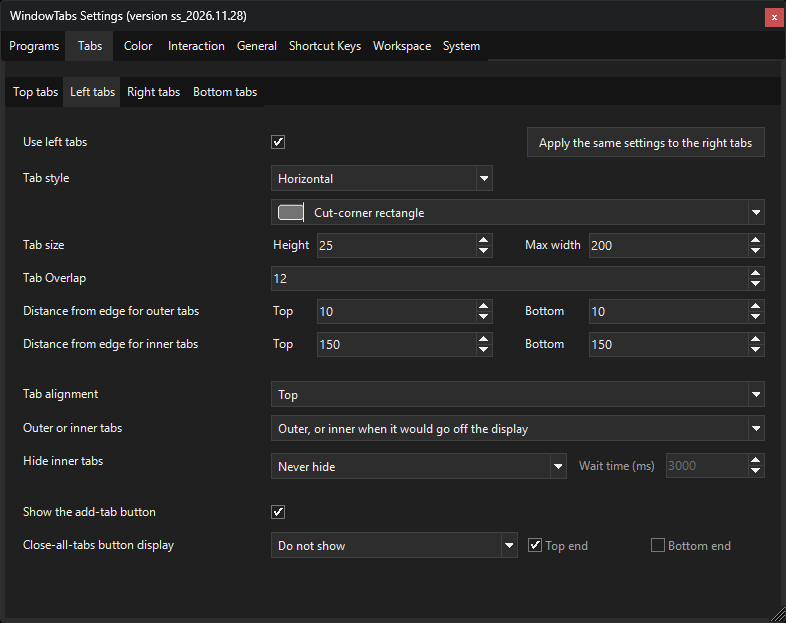 WindowTabs Settings (version ss_2026.11.28)
x
Programs Tabs Color Interaction General Shortcut Keys Workspace System
Top tabs Left tabs Right tabs Bottom tabs
Use left tabs Apply the same settings to the right tabs
Tab style Horizontal
Cut-corner rectangle
Tab size Height 25 Max width 200
Tab Overlap 12
Distance from edge for outer tabs Top 10 Bottom 10
Distance from edge for inner tabs Top 150 Bottom 150
Tab alignment Top
Outer or inner tabs Outer, or inner when it would go off the display
Hide inner tabs Never hide Wait time (ms) 3000
Show the add-tab button
Close-all-tabs button display Do not show Top end Bottom end